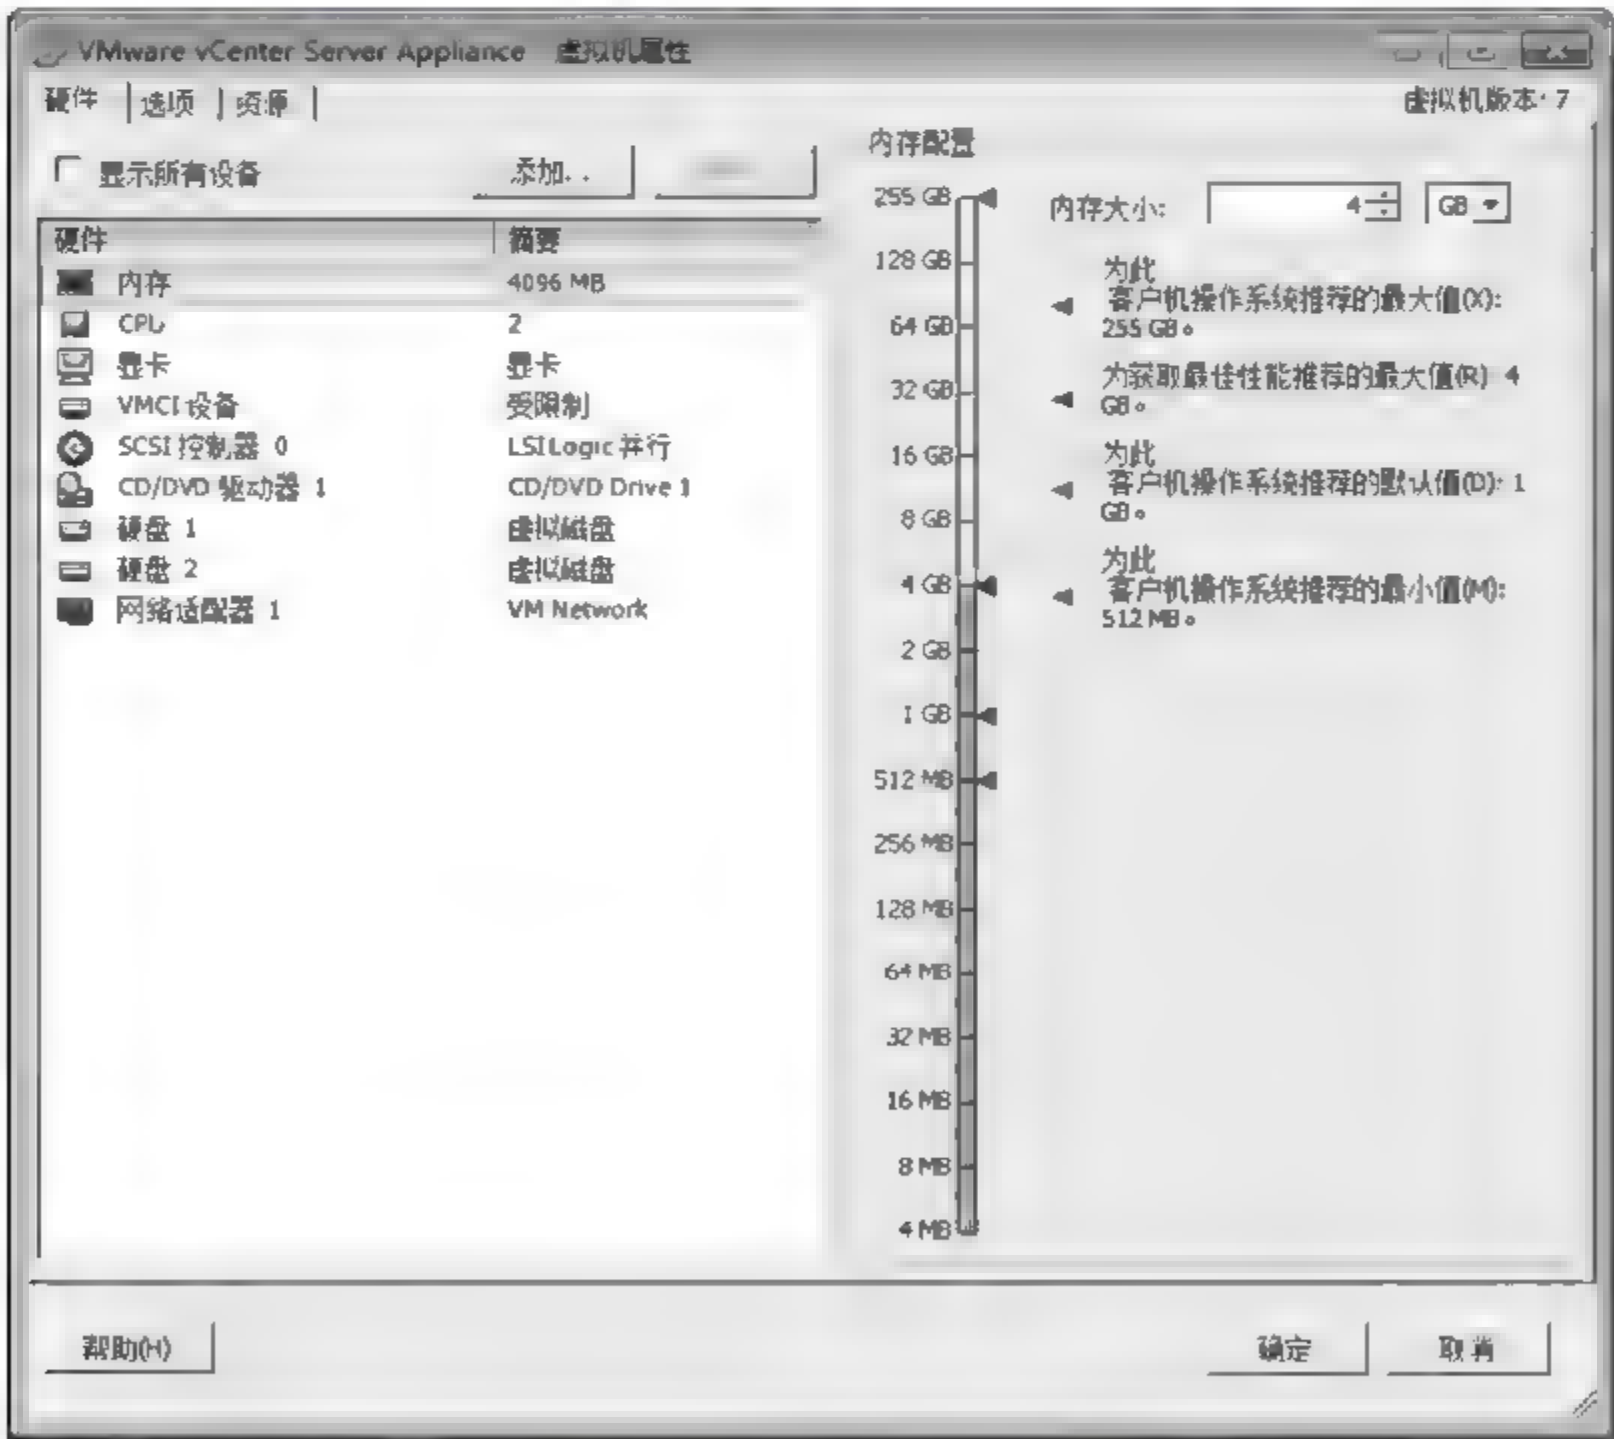 VMware vCenter Server Appliance 虚拟机属性
硬件 选项 资源
虚拟机版本: 7
显示所有设备
添加...
硬件 摘要
内存 4096 MB
CPU 2
显卡 显卡
VMCI 设备 受限制
SCSI 控制器 0 LSI Logic 并行
CD/DVD 驱动器 1 CD/DVD Drive 1
硬盘 1 虚拟磁盘
硬盘 2 虚拟磁盘
网络适配器 1 VM Network
内存配置
255 GB
128 GB
64 GB
32 GB
16 GB
8 GB
4 GB
2 GB
1 GB
512 MB
256 MB
128 MB
64 MB
32 MB
16 MB
8 MB
4 MB
内存大小: 4 GB
为此
客户机操作系统推荐的最大值(X):
255 GB。
为获取最佳性能推荐的最大值(R): 4
GB。
为此
客户机操作系统推荐的默认值(D): 1
GB。
为此
客户机操作系统推荐的最小值(M):
512 MB。
帮助(H)
确定
取消